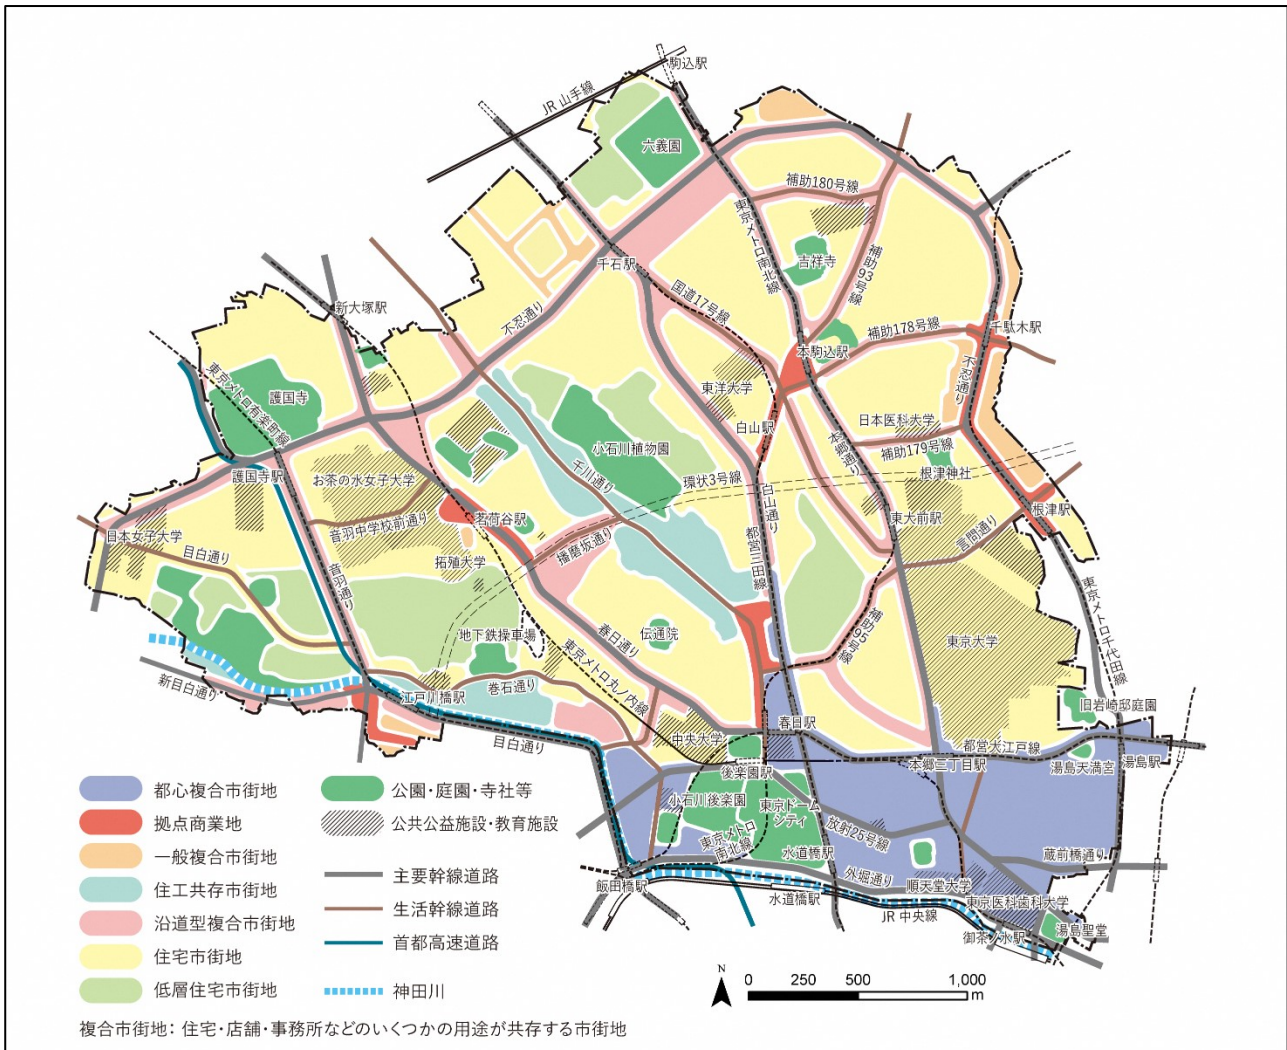 駒込駅
JR 山手線
六義園
補助180号線
東京メトロ南北線
吉祥寺
補助93号線
千石駅
国道17号線
新大塚駅
不忍通り
本駒込駅
補助178号線
千駄木駅
不忍通り
東京メトロ有楽町線
護国寺
東洋大学
白山駅
日本医科大学
補助179号線
本郷通り
小石川植物園
千川通り
環状3号線
根津神社
護国寺駅
お茶の水女子大学
音羽中学校前通り
茗荷谷駅
拓殖大学
播磨坂通り
白山通り
都営三田線
東大前駅
言問通り
根津駅
日本女子大学
目白通り
音羽通り
地下鉄操車場
春日通り
伝通院
補助95号線
東京大学
東京メトロ千代田線
新目白通り
江戸川橋駅
巻石通り
東京メトロ丸ノ内線
目白通り
中央大学
春日駅
旧岩崎邸庭園
都営大江戸線
本郷三丁目駅
湯島天満宮
湯島駅
後楽園駅
小石川後楽園
東京ドーム
シティ
東京メトロ
南北線
水道橋駅
放射25号線
蔵前橋通り
外堀通り
順天堂大学
東京医科歯科大学
飯田橋駅
水道橋駅
JR 中央線
御茶ノ水駅
湯島聖堂
都心複合市街地
拠点商業地
一般複合市街地
住工共存市街地
沿道型複合市街地
住宅市街地
低層住宅市街地
公園・庭園・寺社等
公共公益施設・教育施設
主要幹線道路
生活幹線道路
首都高速道路
神田川
N
0 250 500 1,000
m
複合市街地：住宅・店舗・事務所などのいくつかの用途が共存する市街地